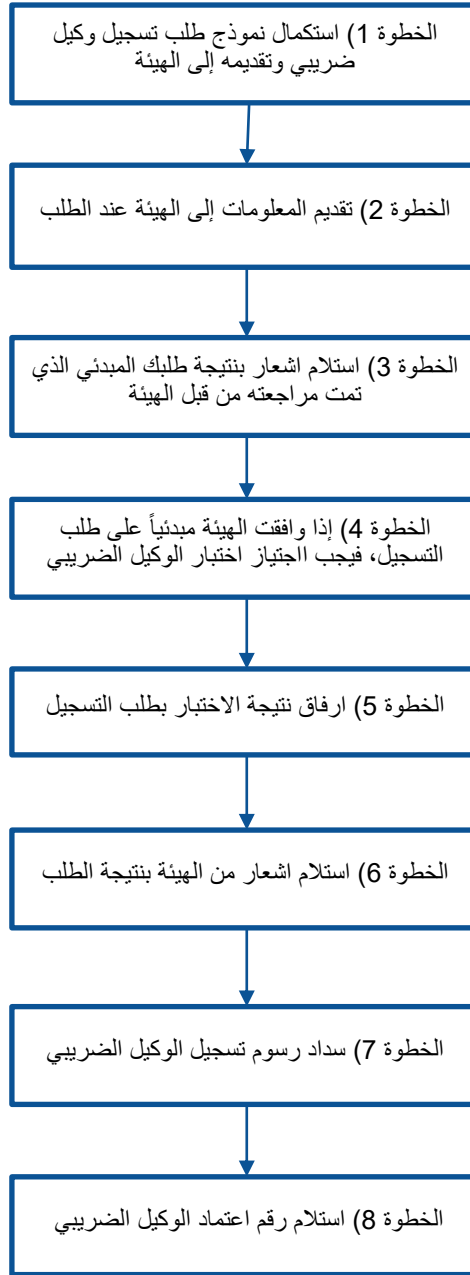 الخطوة 1) استكمال نموذج طلب تسجيل وكيل
ضريبي وتقديمه إلى الهيئة
الخطوة 2) تقديم المعلومات إلى الهيئة عند الطلب
الخطوة 3) استلام اشعار بنتيجة طلبك المبدئي الذي
تمت مراجعته من قبل الهيئة
الخطوة 4) إذا وافقت الهيئة مبدئياً على طلب
التسجيل، فيجب ااجتياز اختبار الوكيل الضريبي
الخطوة 5) ارفاق نتيجة الاختبار بطلب التسجيل
الخطوة 6) استلام اشعار من الهيئة بنتيجة الطلب
الخطوة 7) سداد رسوم تسجيل الوكيل الضريبي
الخطوة 8) استلام رقم اعتماد الوكيل الضريبي